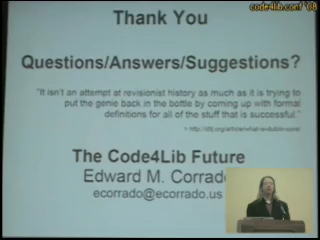 code4lib.conf '08
Thank You
Questions/Answers/Suggestions?
"It isn't an attempt at revisionist history as much as it is trying to
put the genie back in the bottle by coming up with formal
definitions for all of the stuff that is successful."
The Code4Lib Future
Edward M. Corrado
ecorrado@ecorrado.us